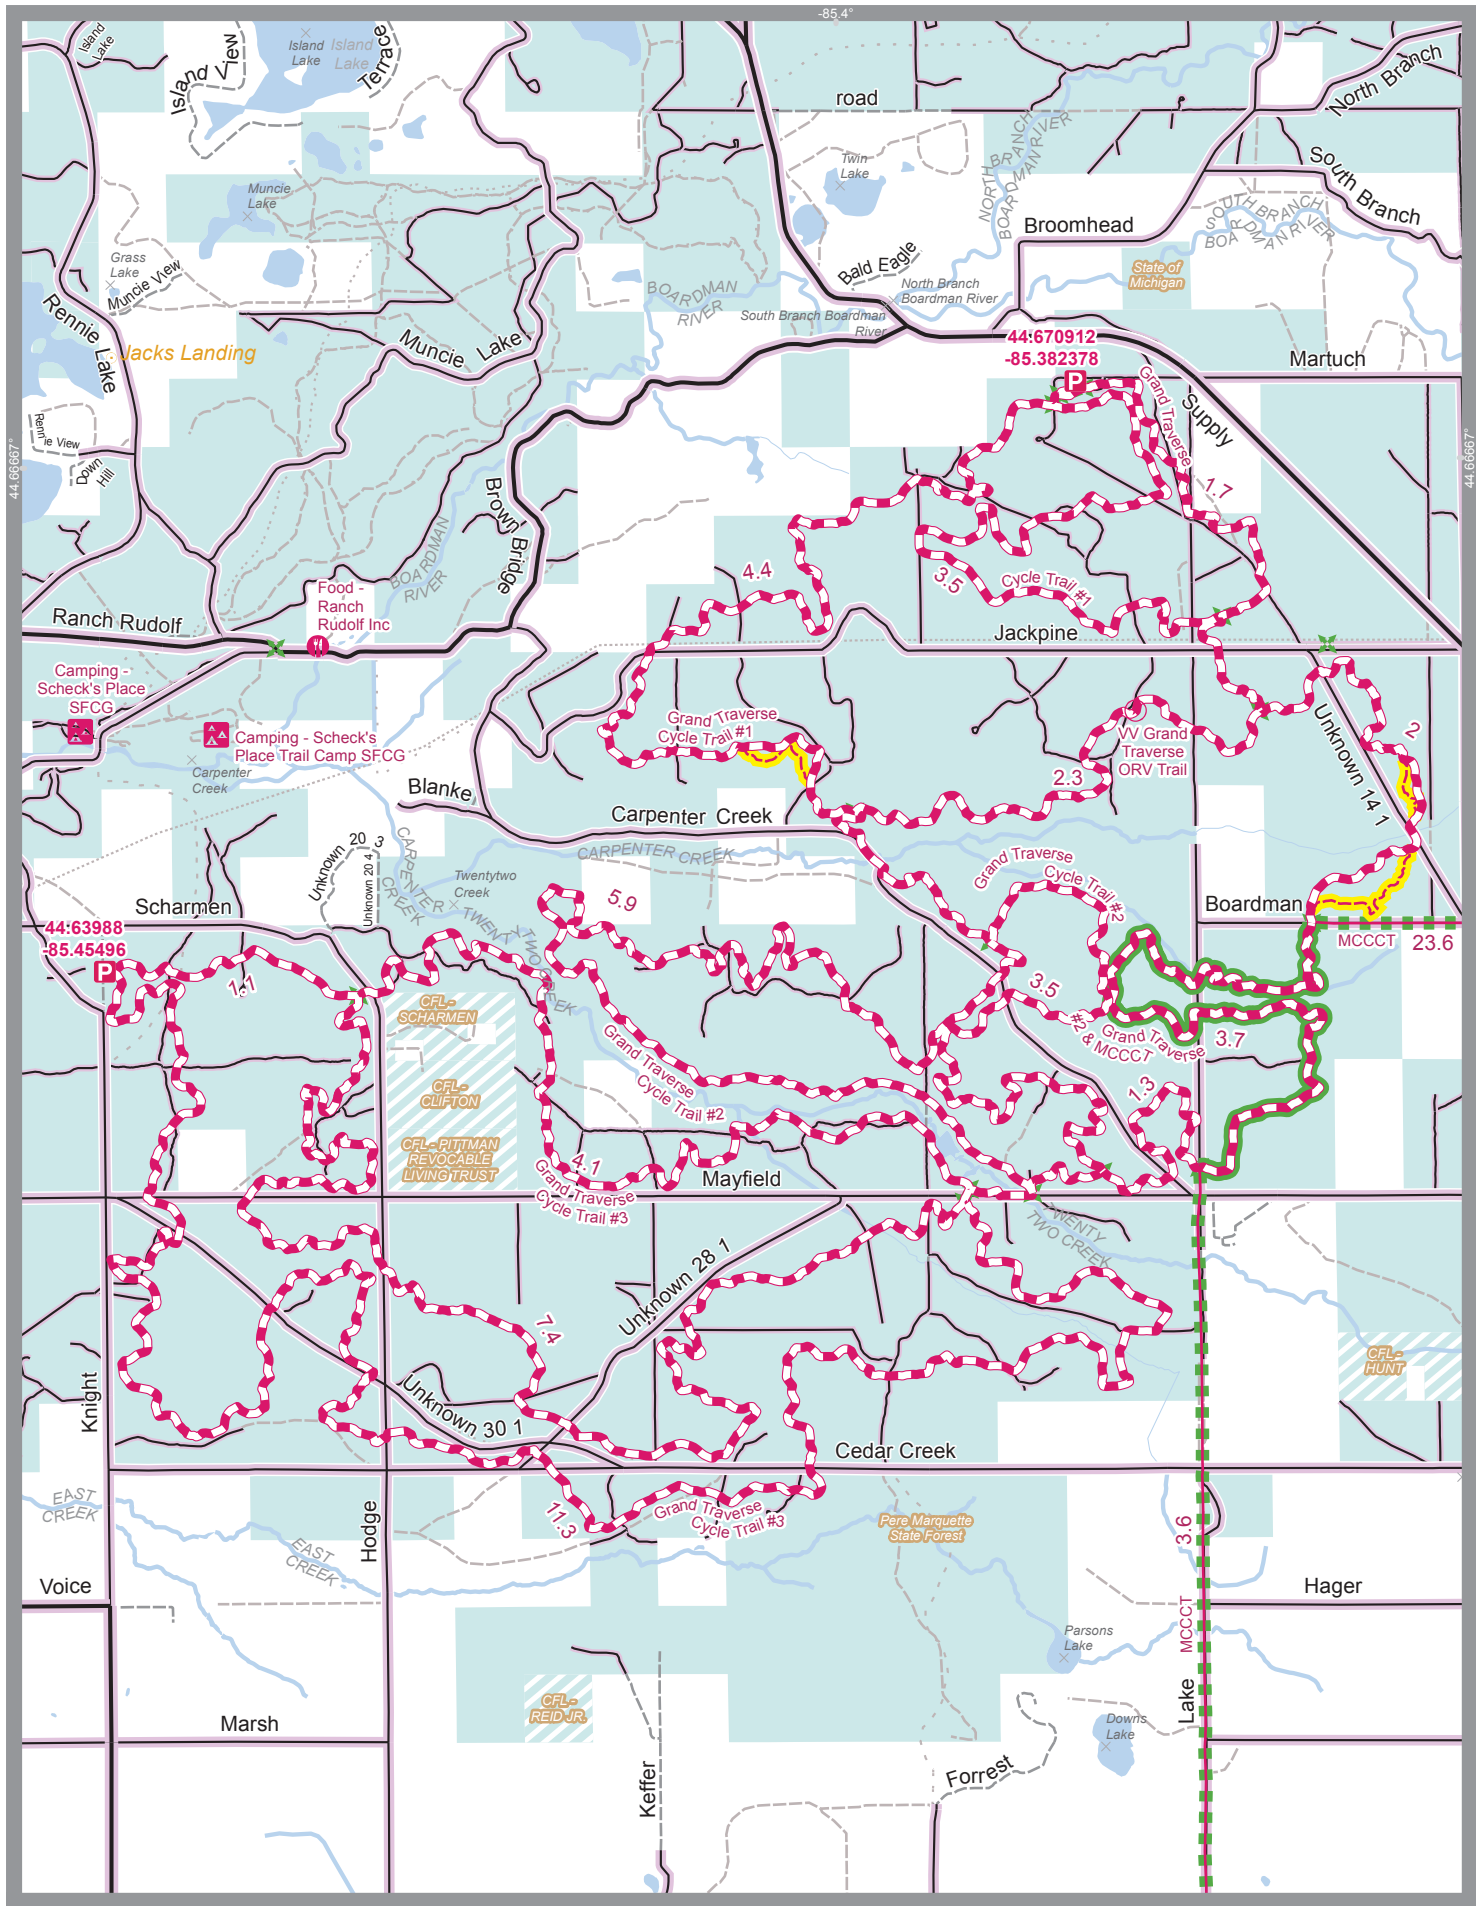 -85.4°
Island
Lake
Island View
Island
Lake
Island
Lake
Terrace
road
North Branch
South Branch
NORTH BRANCH
BOARDMAN RIVER
SOUTH BRANCH
BOARDMAN RIVER
Twin
Lake
Muncie
Lake
Broomhead
Bald Eagle
State of
Michigan
Grass
Lake
Muncie View
BOARDMAN
RIVER
North Branch
Boardman River
South Branch Boardman
River
Rennie Lake
Jacks Landing
Muncie Lake
44.670912
-85.382378
P
Martuch
Supply
Grand Traverse
1.7
Rennie View
Down
Hill
44.66667°
44.66667°
Brown Bridge
BOARDMAN
RIVER
4.4
3.5
Cycle Trail #1
Food -
Ranch
Rudolf Inc
Ranch Rudolf
Jackpine
Camping -
Scheck's Place
SFCG
Camping - Scheck's
Place Trail Camp SFCG
Carpenter
Creek
Grand Traverse
Cycle Trail #1
VV Grand
Traverse
ORV Trail
2.3
2
Unknown 14 1
Blanke
Carpenter Creek
CARPENTER CREEK
CARPENTER
CREEK
Unknown 20 3
Unknown 20 4
Twentytwo
Creek
TWENTYTWO CREEK
5.9
Grand Traverse
Cycle Trail #2
Boardman
MCCCT
23.6
Scharmen
44.63988
-85.45496
P
1.1
CFL -
SCHARMEN
3.5
Grand Traverse
#2 & MCCCT
3.7
1.3
Grand Traverse
Cycle Trail #2
CFL -
CLIFTON
CFL - PITTMAN
REVOCABLE
LIVING TRUST
4.1
Grand Traverse
Cycle Trail #3
Mayfield
TWENTY
TWO CREEK
Unknown 28 1
7.4
CFL -
HUNT
Knight
Unknown 30 1
Cedar Creek
EAST
CREEK
11.3
Grand Traverse
Cycle Trail #3
Pere Marquette
State Forest
3.6
Hodge
EAST
CREEK
Voice
Hager
MCCCT
Parsons
Lake
CFL -
REID JR.
Marsh
Lake
Downs
Lake
Keffer
Forrest